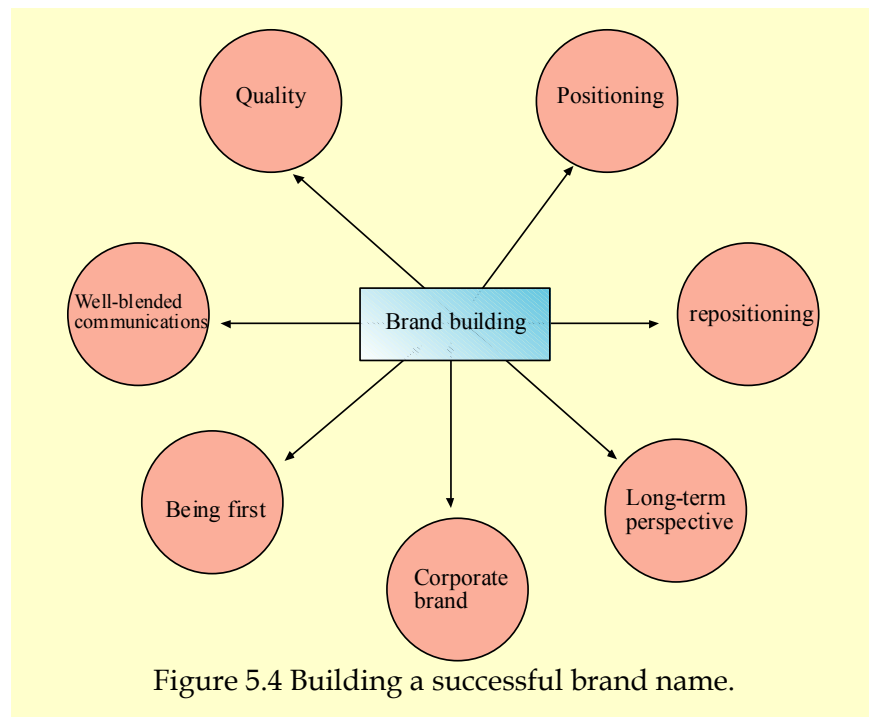 Quality
Positioning
Well-blended
communications
Brand building
repositioning
Being first
Long-term
perspective
Corporate
brand
Figure 5.4 Building a successful brand name.